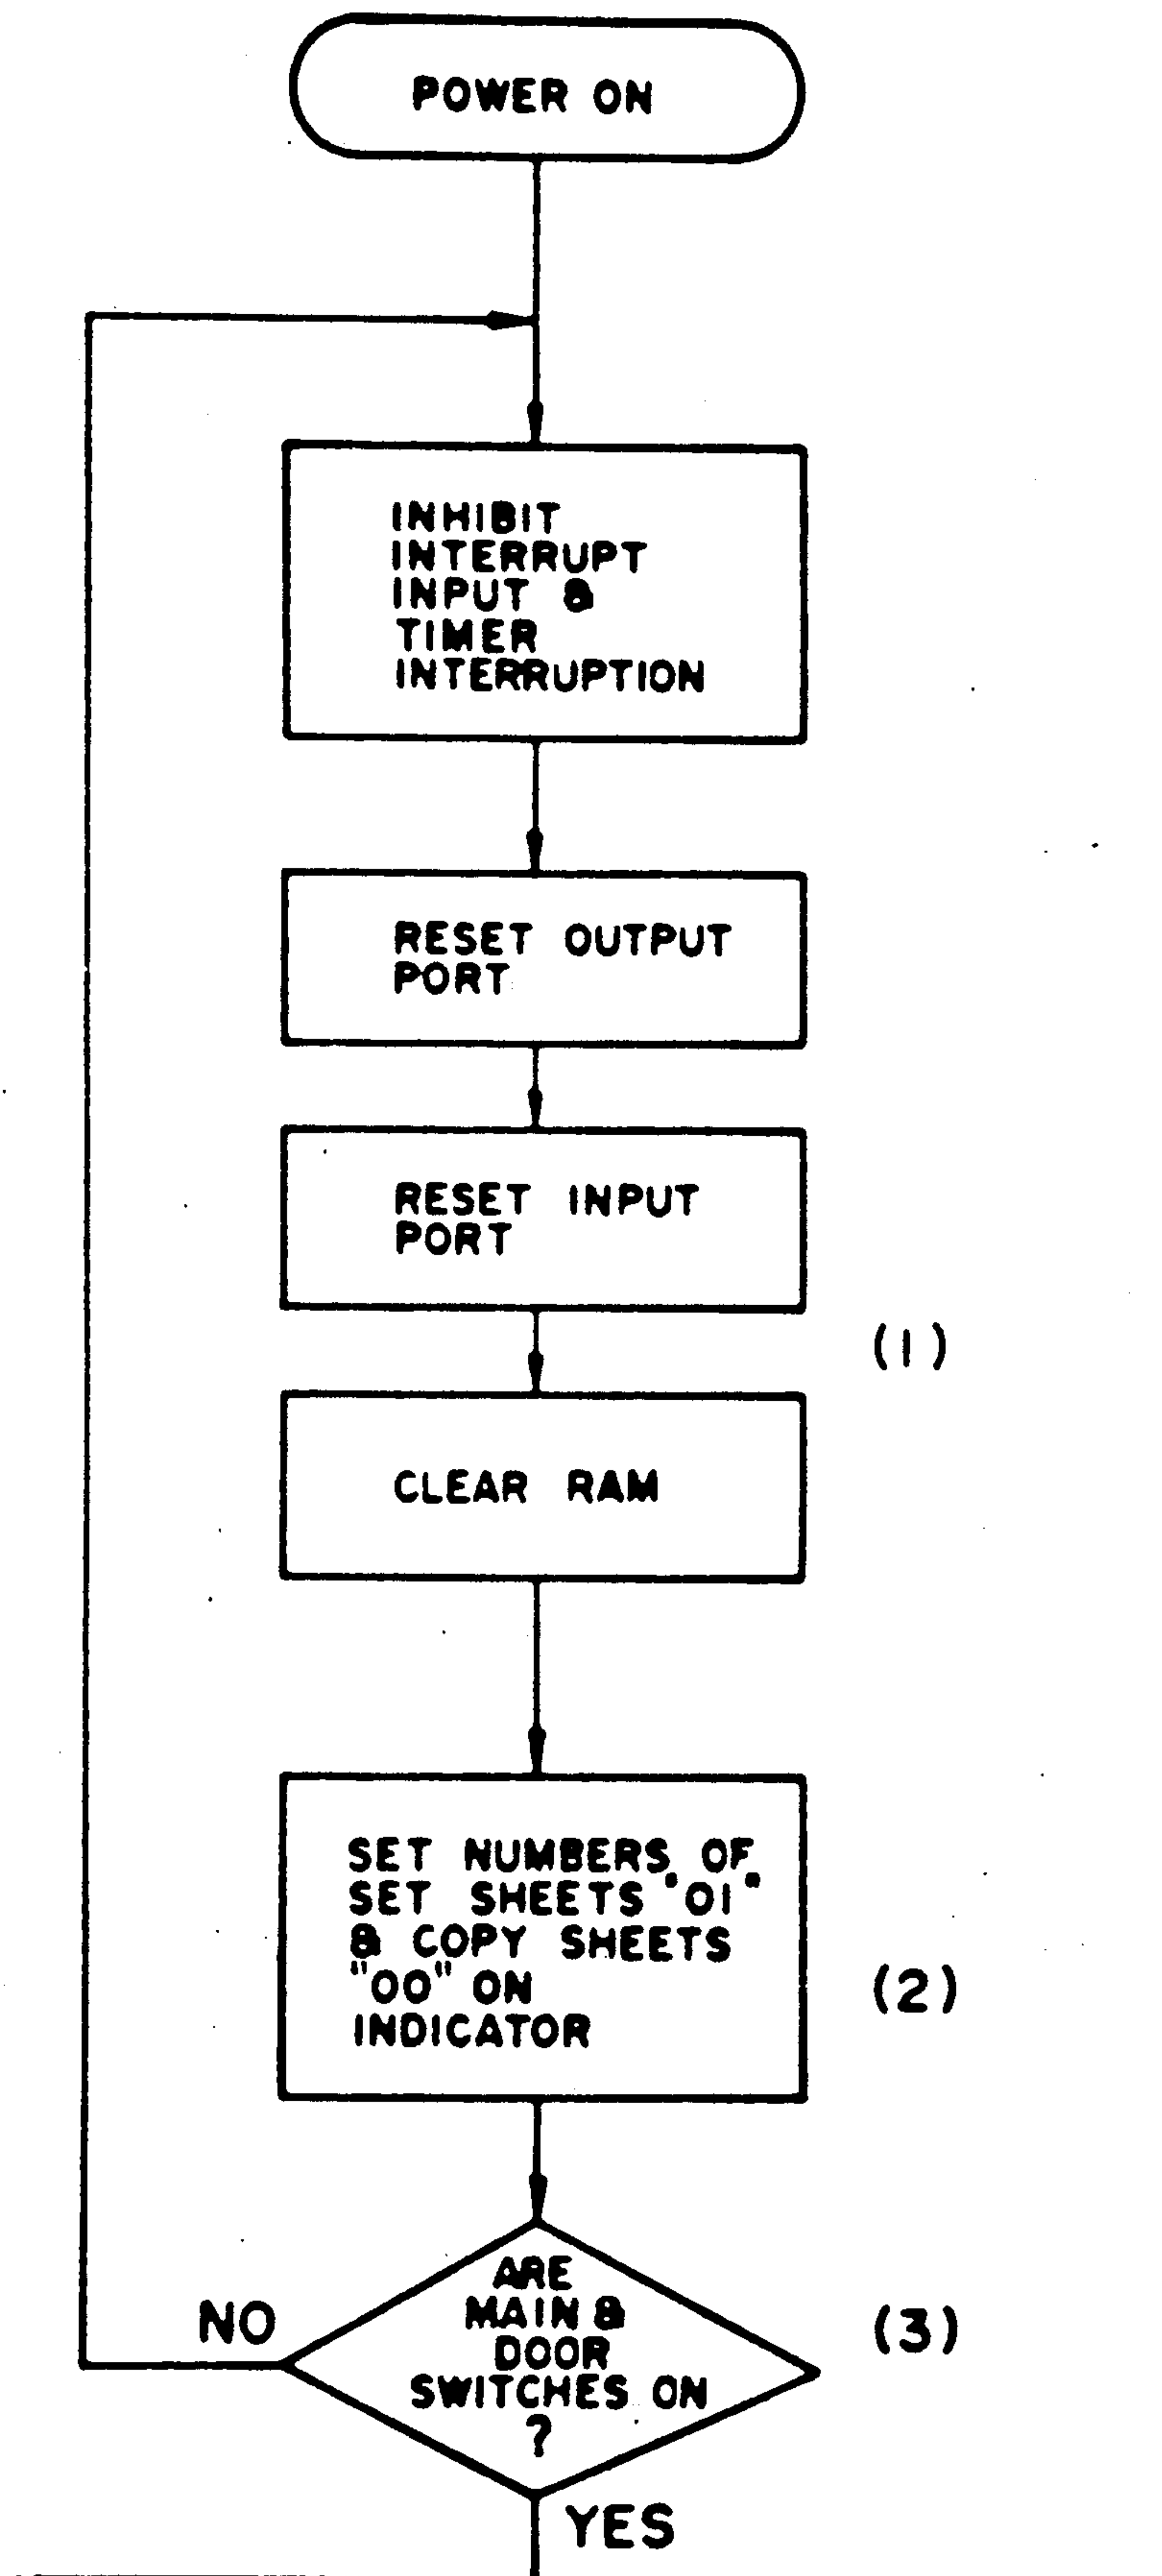 POWER ON
INHIBIT
INTERRUPT
INPUT &
TIMER
INTERRUPTION
RESET OUTPUT
PORT
RESET INPUT
PORT
(1)
CLEAR RAM
SET NUMBERS OF
SET SHEETS "01"
& COPY SHEETS
"00" ON
INDICATOR
(2)
ARE
MAIN &
DOOR
SWITCHES ON
?
NO
(3)
YES